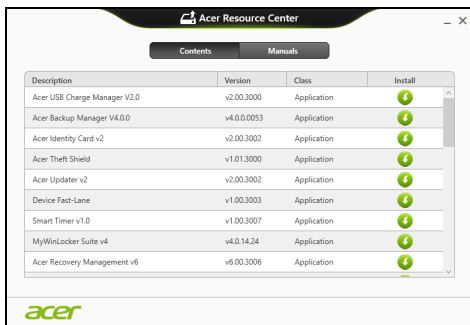 Acer Resource Center
Contents Manuals
Description Version Class Install
Acer USB Charge Manager V2.0 v2.00.3000 Application
Acer Backup Manager V4.0.0 v4.0.0.0053 Application
Acer Identity Card v2 v2.00.3002 Application
Acer Theft Shield v1.01.3000 Application
Acer Updater v2 v2.00.3002 Application
Device Fast-Lane v1.00.3003 Application
Smart Timer v1.0 v1.00.3007 Application
MyWinLocker Suite v4 v4.0.14.24 Application
Acer Recovery Management v6 v6.00.3006 Application
acer